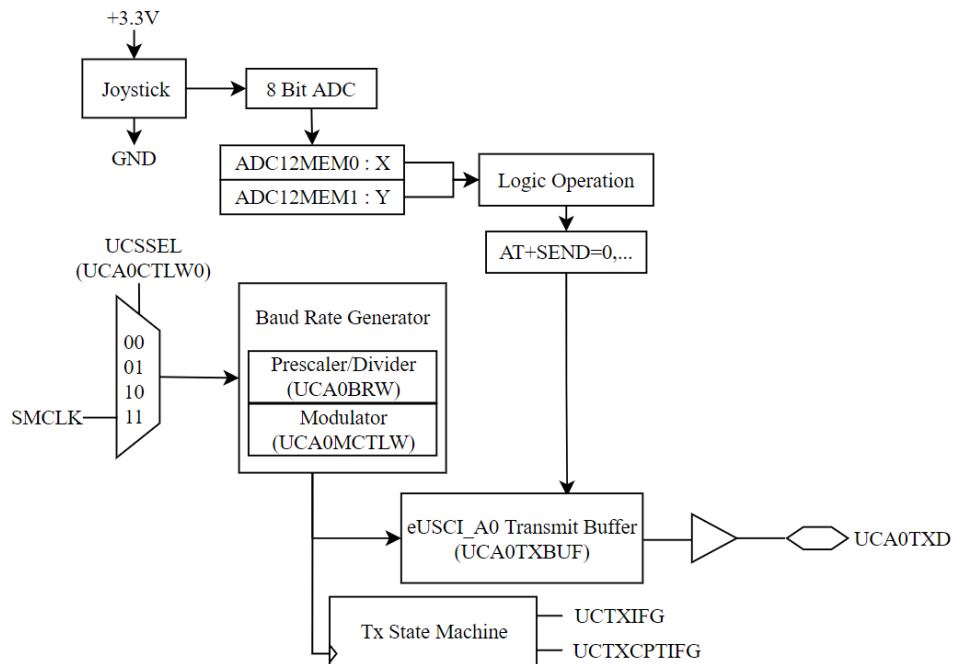 +3.3V
Joystick
8 Bit ADC
GND
ADC12MEM0 : X
ADC12MEM1 : Y
Logic Operation
AT+SEND=0,...
UCSSEL
(UCA0CTLW0)
00
01
10
11
SMCLK
Baud Rate Generator
Prescaler/Divider
(UCA0BRW)
Modulator
(UCA0MCTLW)
eUSCI_A0 Transmit Buffer
(UCA0TXBUF)
UCA0TXD
Tx State Machine
UCTXIFG
UCTXCPTIFG